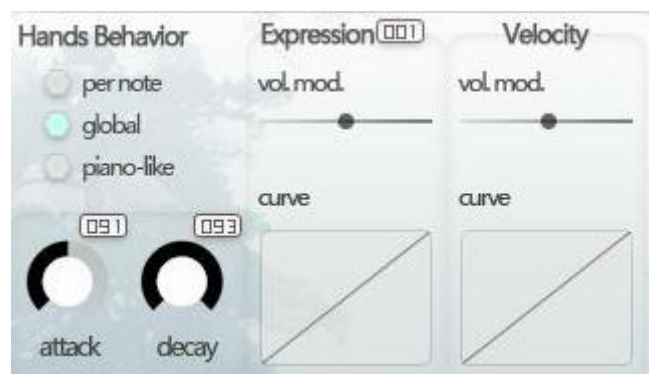 Hands Behavior
per note
global
piano-like
091
093
attack
decay
Expression 001
vol. mod.
curve
Velocity
vol. mod.
curve